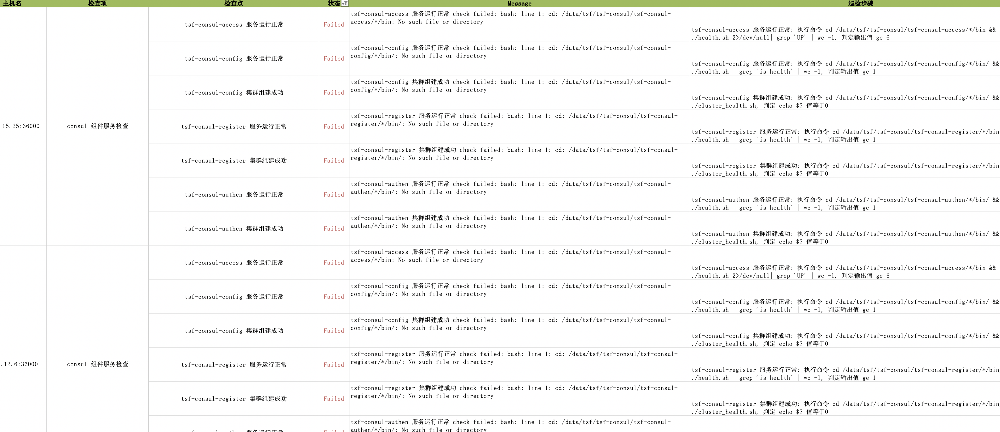 主机名 检查项 检查点 状态 Message 巡检步骤
15.25:36000
consul 组件服务检查
tsf-consul-access 服务运行正常
Failed
tsf-consul-access 服务运行正常 check failed: bash: line 1: cd: /data/tsf/tsf-consul/tsf-consul-
access/*/bin: No such file or directory
tsf-consul-access 服务运行正常: 执行命令 cd /data/tsf/tsf-consul/tsf-consul-access/*/bin &&
./health.sh 2>/dev/null| grep 'UP' | wc -l, 判定输出值 ge 6
tsf-consul-config 服务运行正常
Failed
tsf-consul-config 服务运行正常 check failed: bash: line 1: cd: /data/tsf/tsf-consul/tsf-consul-
config/*/bin/: No such file or directory
tsf-consul-config 服务运行正常: 执行命令 cd /data/tsf/tsf-consul/tsf-consul-config/*/bin/ &&
./health.sh | grep 'is health' | wc -l, 判定输出值 ge 1
tsf-consul-config 集群组建成功
Failed
tsf-consul-config 集群组建成功 check failed: bash: line 1: cd: /data/tsf/tsf-consul/tsf-consul-
config/*/bin/: No such file or directory
tsf-consul-config 集群组建成功: 执行命令 cd /data/tsf/tsf-consul/tsf-consul-config/*/bin/ &&
./cluster_health.sh, 判定 echo $? 值等于0
tsf-consul-register 服务运行正常
Failed
tsf-consul-register 服务运行正常 check failed: bash: line 1: cd: /data/tsf/tsf-consul/tsf-consul-
register/*/bin/: No such file or directory
tsf-consul-register 服务运行正常: 执行命令 cd /data/tsf/tsf-consul/tsf-consul-register/*/bin/
./health.sh | grep 'is health' | wc -l, 判定输出值 ge 1
tsf-consul-register 集群组建成功
Failed
tsf-consul-register 集群组建成功 check failed: bash: line 1: cd: /data/tsf/tsf-consul/tsf-consul-
register/*/bin/: No such file or directory
tsf-consul-register 集群组建成功: 执行命令 cd /data/tsf/tsf-consul/tsf-consul-register/*/bin/
./cluster_health.sh, 判定 echo $? 值等于0
tsf-consul-authen 服务运行正常
Failed
tsf-consul-authen 服务运行正常 check failed: bash: line 1: cd: /data/tsf/tsf-consul/tsf-consul-
authen/*/bin/: No such file or directory
tsf-consul-authen 服务运行正常: 执行命令 cd /data/tsf/tsf-consul/tsf-consul-authen/*/bin/ &&
./health.sh | grep 'is health' | wc -l, 判定输出值 ge 1
tsf-consul-authen 集群组建成功
Failed
tsf-consul-authen 集群组建成功 check failed: bash: line 1: cd: /data/tsf/tsf-consul/tsf-consul-
authen/*/bin/: No such file or directory
tsf-consul-authen 集群组建成功: 执行命令 cd /data/tsf/tsf-consul/tsf-consul-authen/*/bin/ &&
./cluster_health.sh, 判定 echo $? 值等于0
.12.6:36000
consul 组件服务检查
tsf-consul-access 服务运行正常
Failed
tsf-consul-access 服务运行正常 check failed: bash: line 1: cd: /data/tsf/tsf-consul/tsf-consul-
access/*/bin: No such file or directory
tsf-consul-access 服务运行正常: 执行命令 cd /data/tsf/tsf-consul/tsf-consul-access/*/bin &&
./health.sh 2>/dev/null| grep 'UP' | wc -l, 判定输出值 ge 6
tsf-consul-config 服务运行正常
Failed
tsf-consul-config 服务运行正常 check failed: bash: line 1: cd: /data/tsf/tsf-consul/tsf-consul-
config/*/bin/: No such file or directory
tsf-consul-config 服务运行正常: 执行命令 cd /data/tsf/tsf-consul/tsf-consul-config/*/bin/ &&
./health.sh | grep 'is health' | wc -l, 判定输出值 ge 1
tsf-consul-config 集群组建成功
Failed
tsf-consul-config 集群组建成功 check failed: bash: line 1: cd: /data/tsf/tsf-consul/tsf-consul-
config/*/bin/: No such file or directory
tsf-consul-config 集群组建成功: 执行命令 cd /data/tsf/tsf-consul/tsf-consul-config/*/bin/ &&
./cluster_health.sh, 判定 echo $? 值等于0
tsf-consul-register 服务运行正常
Failed
tsf-consul-register 服务运行正常 check failed: bash: line 1: cd: /data/tsf/tsf-consul/tsf-consul-
register/*/bin/: No such file or directory
tsf-consul-register 服务运行正常: 执行命令 cd /data/tsf/tsf-consul/tsf-consul-register/*/bin/
./health.sh | grep 'is health' | wc -l, 判定输出值 ge 1
tsf-consul-register 集群组建成功
Failed
tsf-consul-register 集群组建成功 check failed: bash: line 1: cd: /data/tsf/tsf-consul/tsf-consul-
register/*/bin/: No such file or directory
tsf-consul-register 集群组建成功: 执行命令 cd /data/tsf/tsf-consul/tsf-consul-register/*/bin/
./cluster_health.sh, 判定 echo $? 值等于0
tsf-consul-authen 服务运行正常 check failed: bash: line 1: cd: /data/tsf/tsf-consul/tsf-consul-
authen/*/bin/: No such file or directory